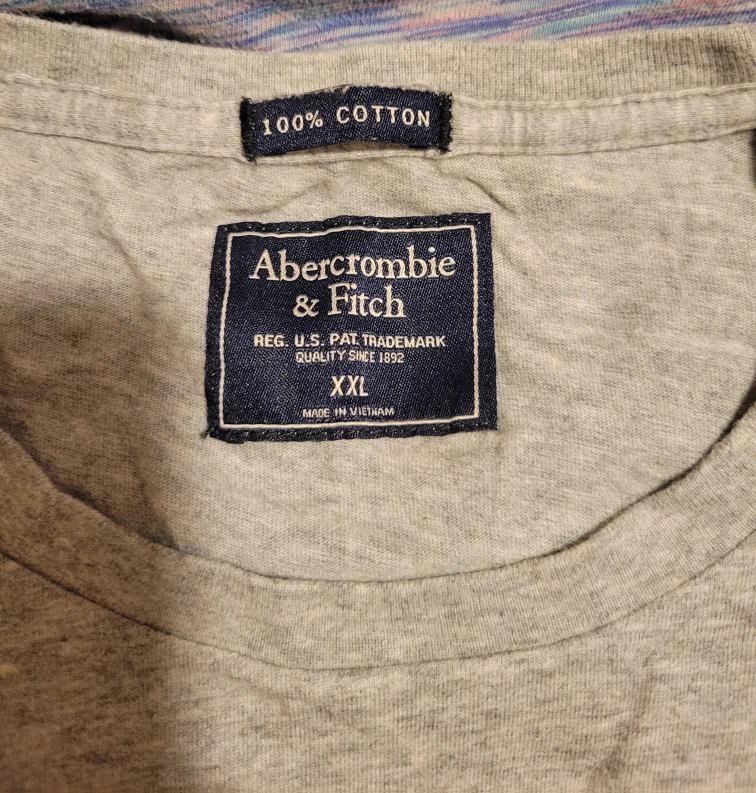 100% COTTON
Abercrombie
& Fitch
REG. U.S. PAT. TRADEMARK
QUALITY SINCE 1892
XXL
MADE IN VIETNAM